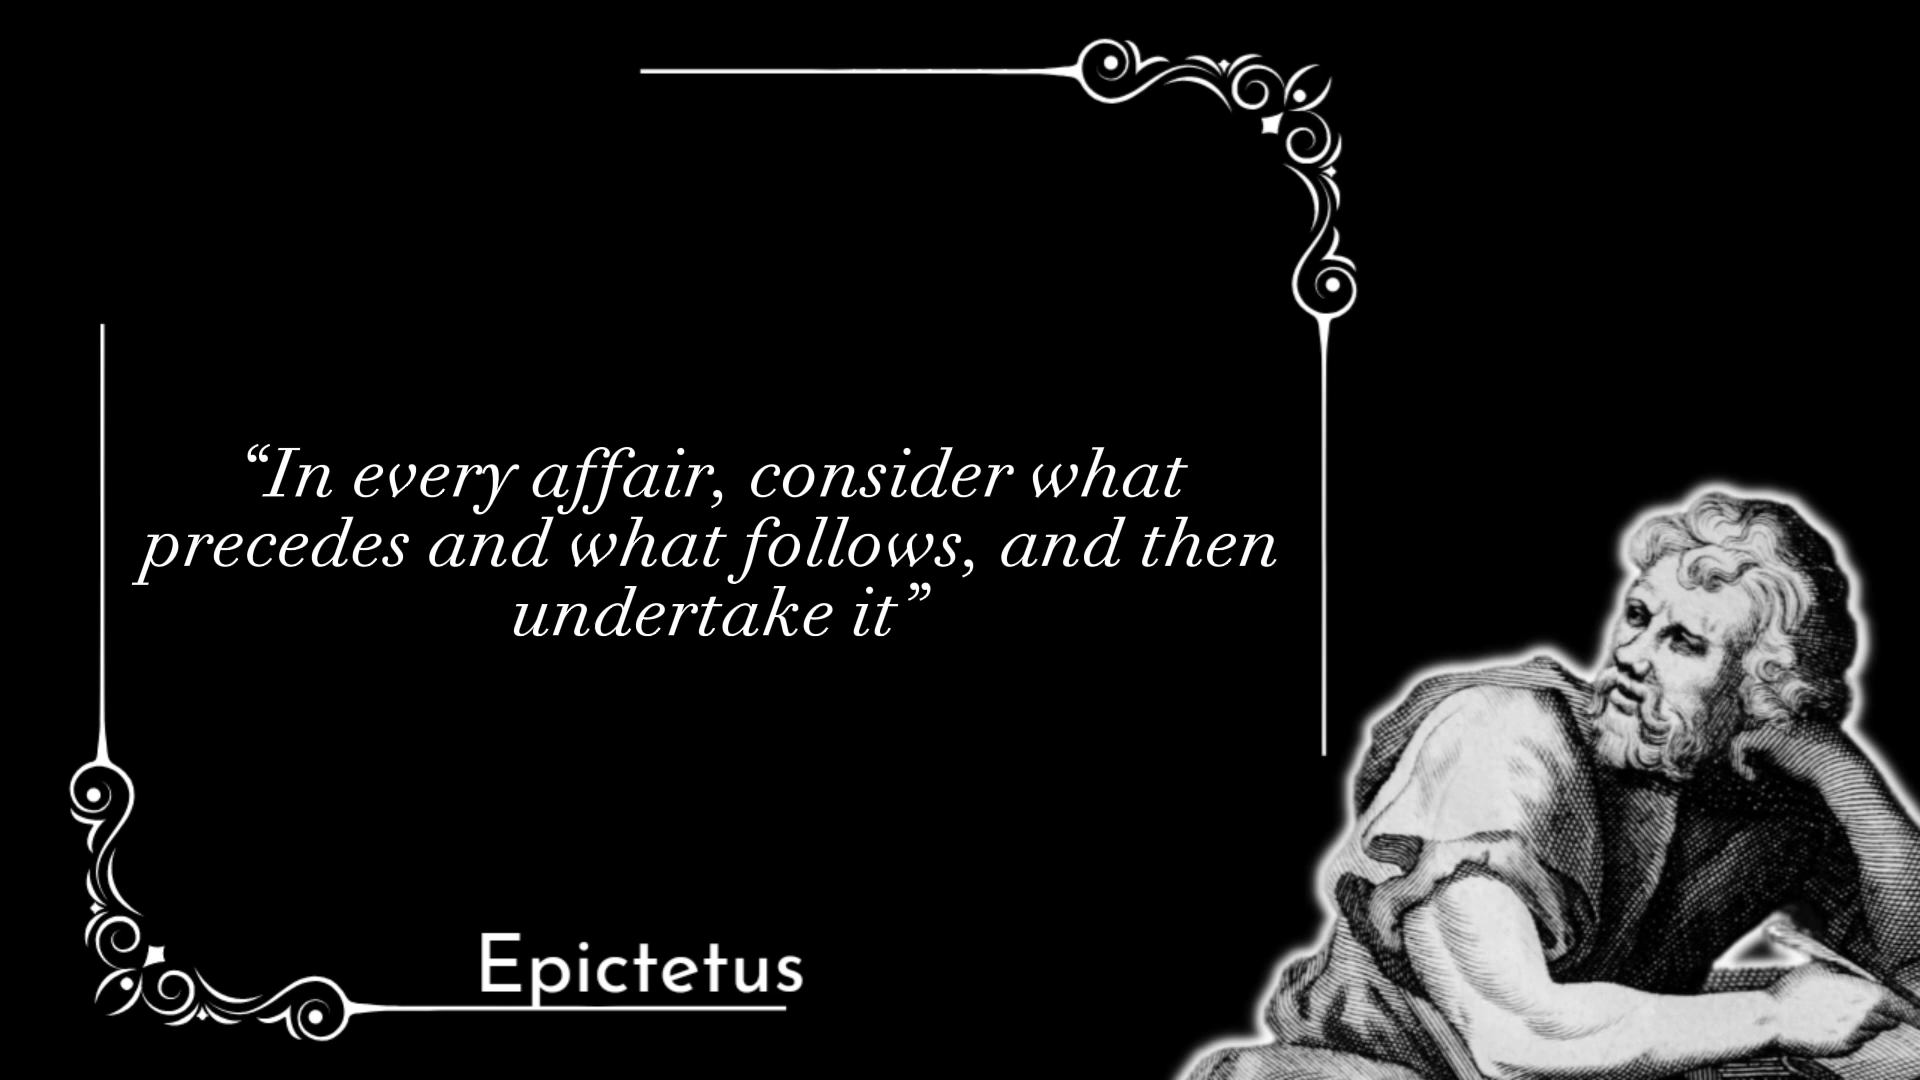 “In every affair, consider what
precedes and what follows, and then
undertake it”
Epictetus